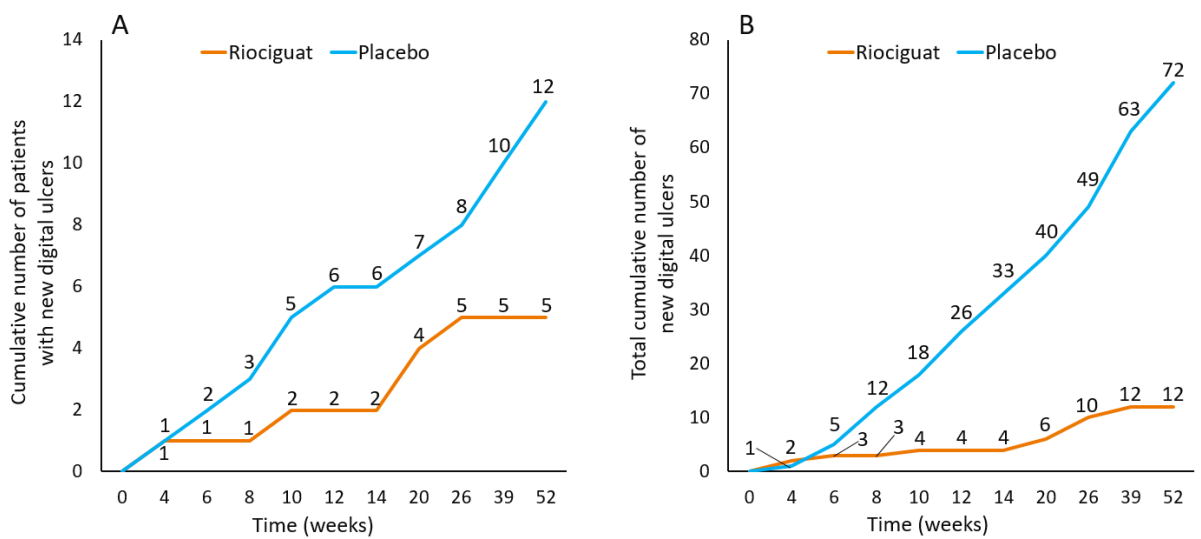 A
Riociguat Placebo
Cumulative number of patients
with new digital ulcers
14
12
10
8
6
4
2
0
12
10
8
7
6 6
5
3
2
1
5 5 5
4
2 2 2
1 1
1
0 4 6 8 10 12 14 20 26 39 52
Time (weeks)
B
Riociguat Placebo
Total cumulative number of
new digital ulcers
80
70
60
50
40
30
20
10
0
72
63
49
40
33
26
18
12
5
1
2 3 3 4 4 4 6 10 12 12
0 4 6 8 10 12 14 20 26 39 52
Time (weeks)